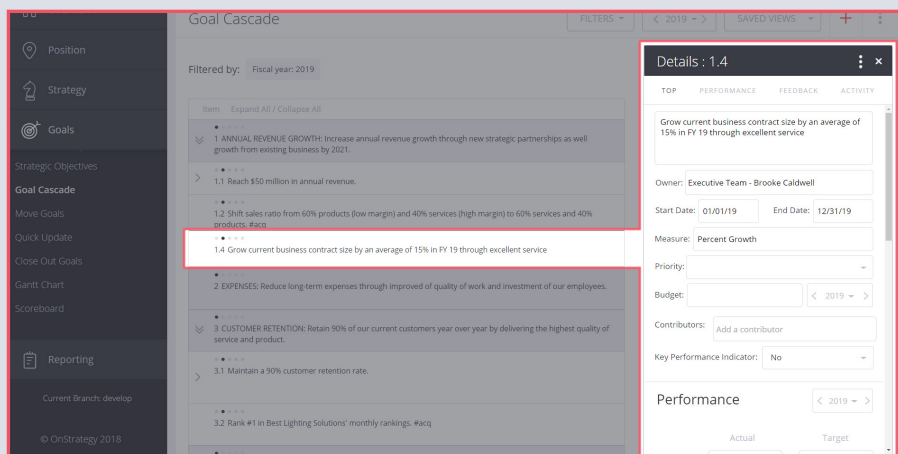 Goal Cascade
FILTERS
2019
SAVED VIEWS
Position
Strategy
Goals
Strategic Objectives
Goal Cascade
Move Goals
Quick Update
Close Out Goals
Gantt Chart
Scoreboard
Reporting
Current Branch: develop
© OnStrategy 2018
Filtered by: Fiscal year: 2019
Item Expand All / Collapse All
1 ANNUAL REVENUE GROWTH: Increase annual revenue growth through new strategic partnerships as well
growth from existing business by 2021.
1.1 Reach $50 million in annual revenue.
1.2 Shift sales ratio from 60% products (low margin) and 40% services (high margin) to 60% services and 40%
products. #acq
1.4 Grow current business contract size by an average of 15% in FY 19 through excellent service
2 EXPENSES: Reduce long-term expenses through improved of quality of work and investment of our employees.
3 CUSTOMER RETENTION: Retain 90% of our current customers year over year by delivering the highest quality of
service and product.
3.1 Maintain a 90% customer retention rate.
3.2 Rank #1 in Best Lighting Solutions' monthly rankings. #acq
Details : 1.4
TOP PERFORMANCE FEEDBACK ACTIVITY
Grow current business contract size by an average of
15% in FY 19 through excellent service
Owner: Executive Team - Brooke Caldwell
Start Date: 01/01/19 End Date: 12/31/19
Measure: Percent Growth
Priority:
Budget: 2019
Contributors: Add a contributor
Key Performance Indicator: No
Performance 2019
Actual Target